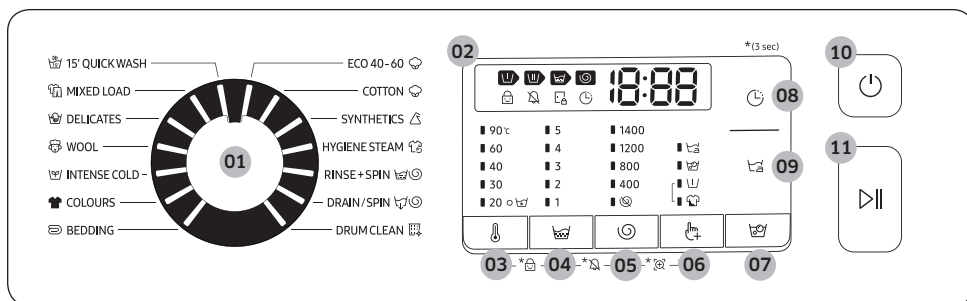 *(3 sec)
02
10
15' QUICK WASH
ECO 40-60
MIXED LOAD
COTTON
18:88
08
DELICATES
SYNTHETICS
90℃
5
1400
WOOL
01
HYGIENE STEAM
60
4
1200
09
11
INTENSE COLD
RINSE+SPIN
40
3
800
COLOURS
DRAIN/SPIN
30
2
400
BEDDING
DRUM CLEAN
20
1
03
*
04
*
05
*
06
07